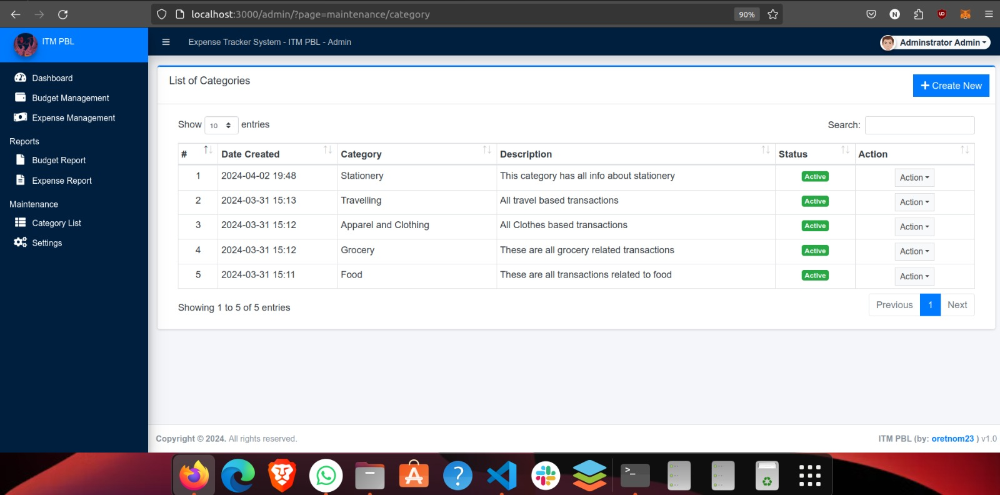 localhost:3000/admin/?page=maintenance/category
90%
N
ITM PBL
Expense Tracker System - ITM PBL - Admin
Adminstrator Admin
Dashboard
Budget Management
Expense Management
Reports
Budget Report
Expense Report
Maintenance
Category List
Settings
List of Categories
Create New
Show 10 entries
Search:
# Date Created Category Description Status Action
1 2024-04-02 19:48 Stationery This category has all info about stationery Active Action
2 2024-03-31 15:13 Travelling All travel based transactions Active Action
3 2024-03-31 15:12 Apparel and Clothing All Clothes based transactions Active Action
4 2024-03-31 15:12 Grocery These are all grocery related transactions Active Action
5 2024-03-31 15:11 Food These are all transactions related to food Active Action
Showing 1 to 5 of 5 entries
Previous 1 Next
Copyright © 2024. All rights reserved.
ITM PBL (by: oretnom23 ) v1.0